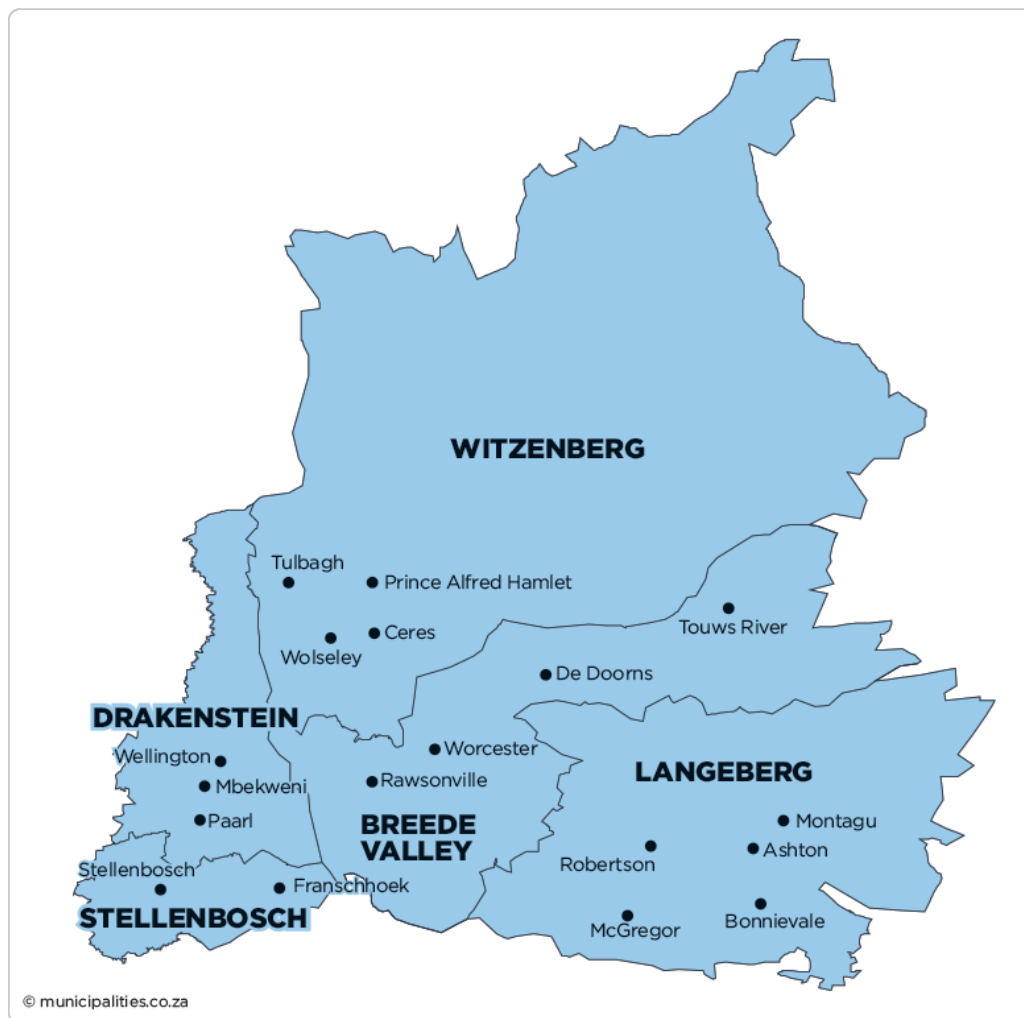 WITZENBERG
Tulbagh
Prince Alfred Hamlet
Ceres
Wolseley
Touws River
De Doorns
DRAKENSTEIN
Wellington
Mbekweni
Paarl
Worcester
Rawsonville
BREEDE
VALLEY
LANGEBERG
Montagu
Ashton
Robertson
Bonnievale
McGregor
Stellenbosch
Franschhoek
STELLENBOSCH
© municipalities.co.za